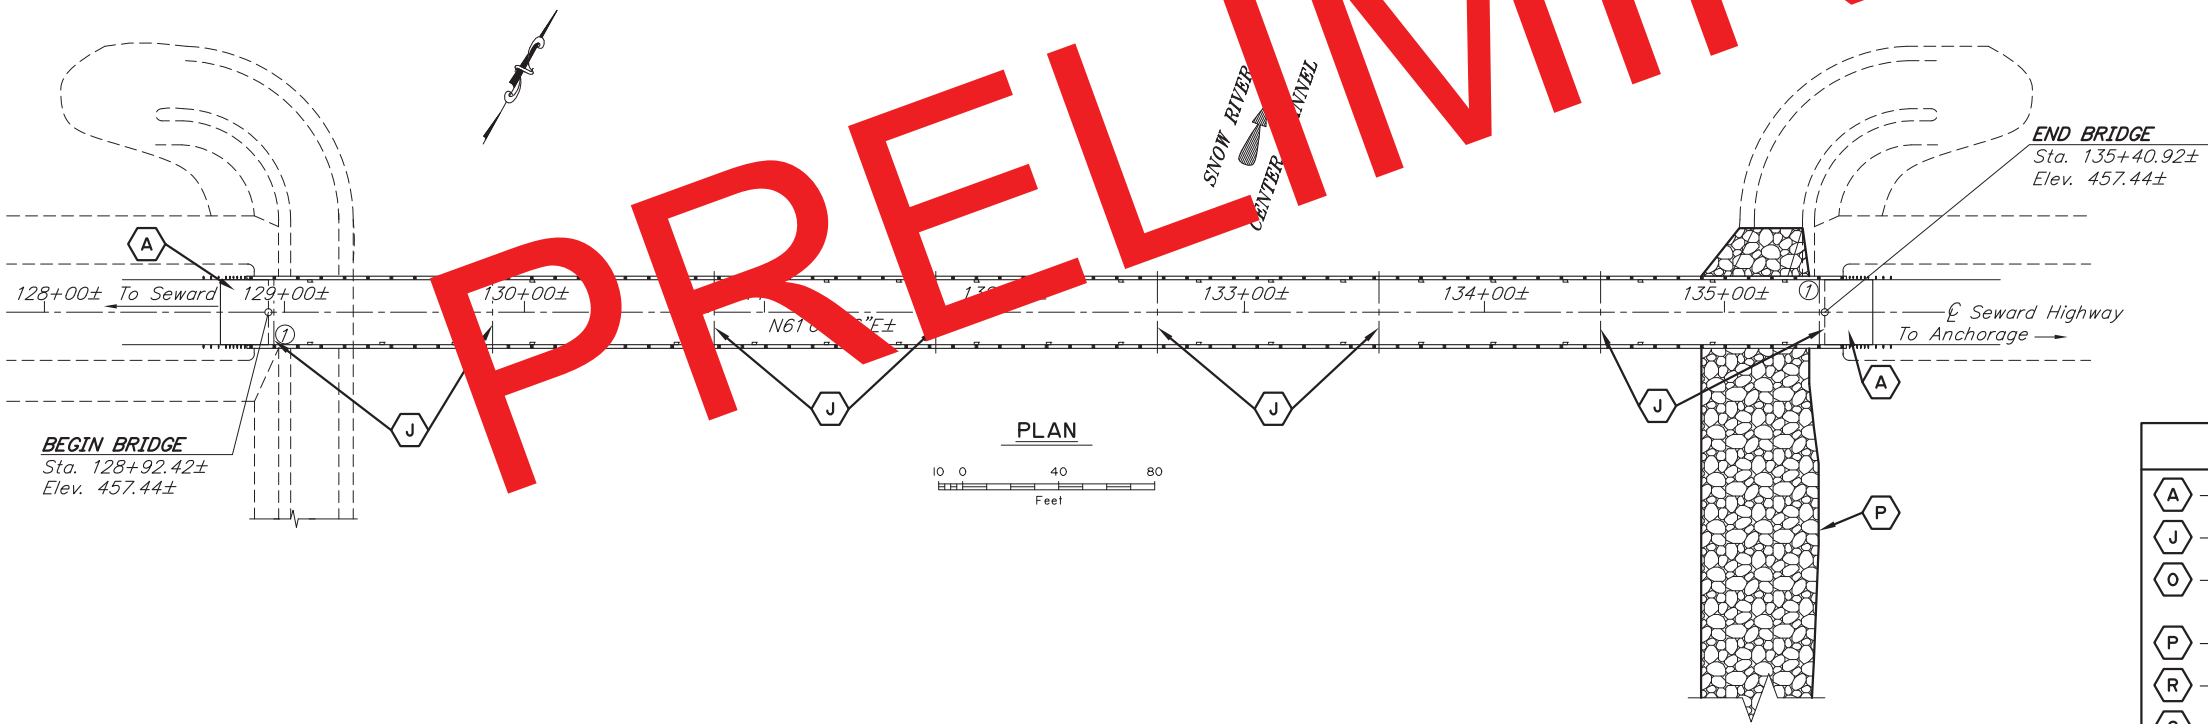 PRELIMIN
SNOW RIVER
CENTER
END BRIDGE
Sta. 135+40.92±
Elev. 457.44±
A
128+00±
To Seward
129+00±
130+00±
133+00±
134+00±
135+00±
1
1
N61
"E±
℄ Seward Highway
To Anchorage
A
J
J
J
J
BEGIN BRIDGE
Sta. 128+92.42±
Elev. 457.44±
PLAN
10 0 40 80
Feet
P
A
J
O
P
R